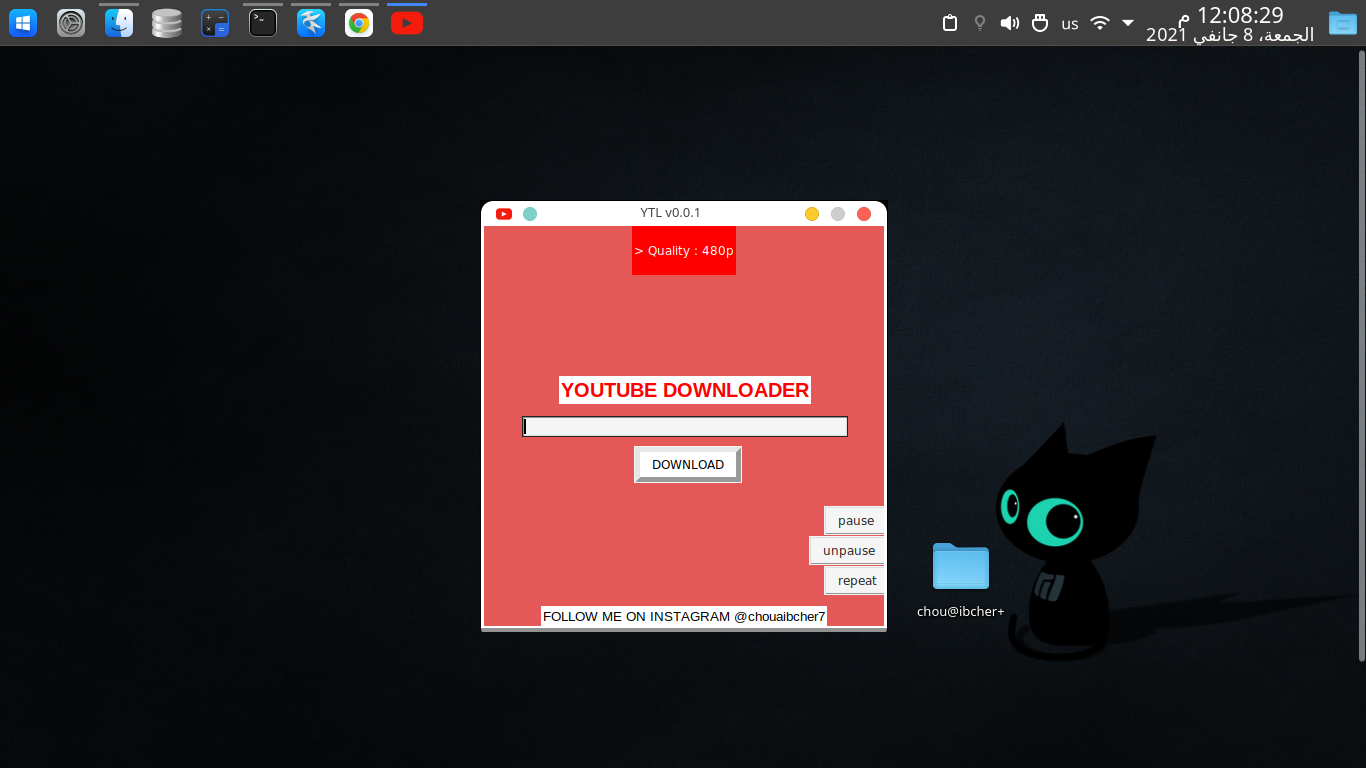 us
12:08:29 م
الجمعة، 8 جانفي 2021
YTL v0.0.1
> Quality : 480p
YOUTUBE DOWNLOADER
DOWNLOAD
pause
unpause
repeat
FOLLOW ME ON INSTAGRAM @chouaibcher7
chou@ibcher+